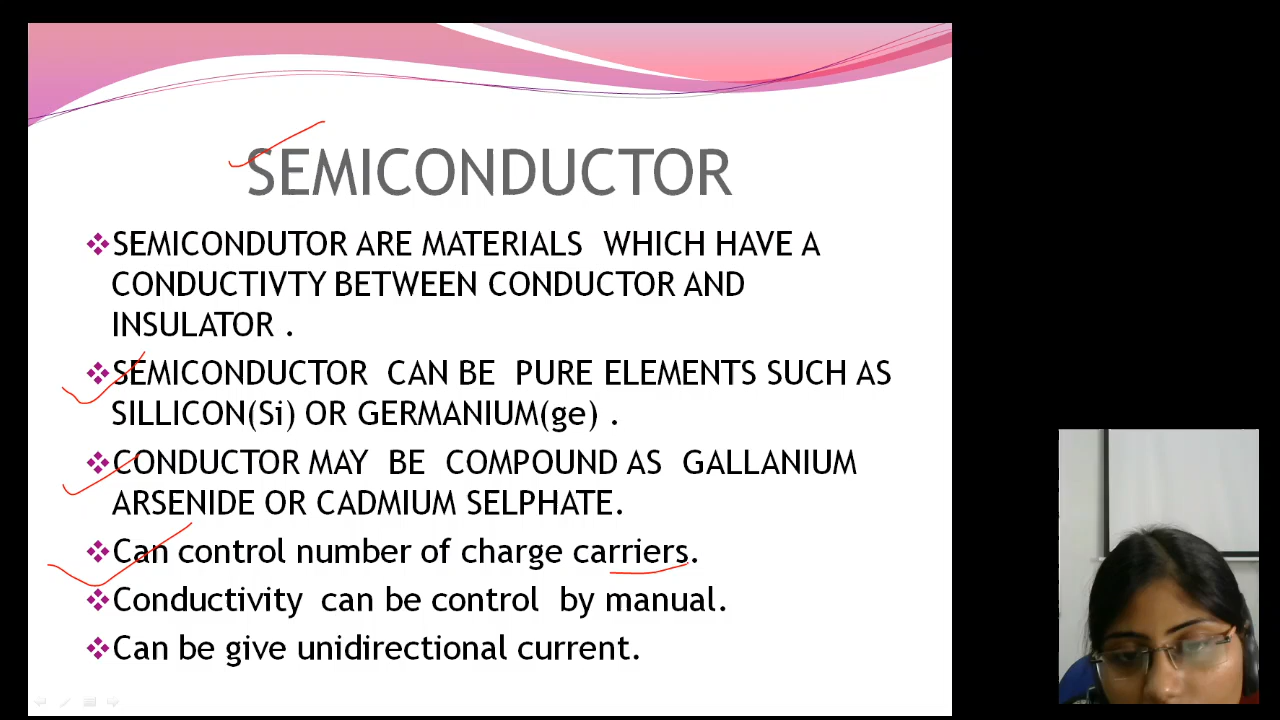 SEMICONDUCTOR
SEMICONDUTOR ARE MATERIALS WHICH HAVE A
CONDUCTIVTY BETWEEN CONDUCTOR AND
INSULATOR .
SEMICONDUCTOR CAN BE PURE ELEMENTS SUCH AS
SILLICON(Si) OR GERMANIUM(ge) .
CONDUCTOR MAY BE COMPOUND AS GALLANIUM
ARSENIDE OR CADMIUM SELPHATE.
Can control number of charge carriers.
Conductivity can be control by manual.
Can be give unidirectional current.